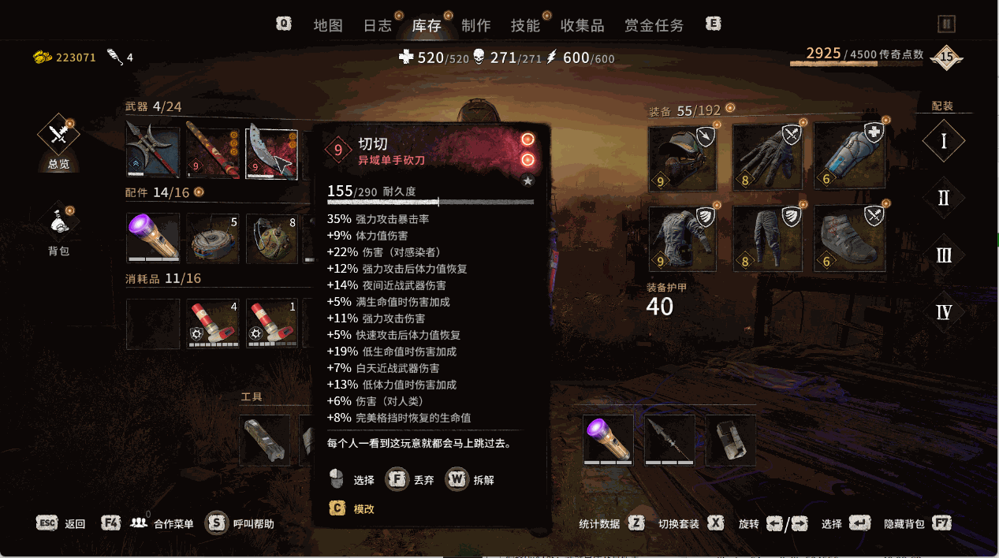 Q 地图 日志 库存 制作 技能 收集品 赏金任务 E
223071 4
520/520 271/271 600/600
2925/4500传奇点数 15
武器 4/24
装备 55/192
配装
9
9
9 切切
异域单手砍刀
155/290 耐久度
35% 强力攻击暴击率
+9% 体力值伤害
+22% 伤害（对感染者）
+12% 强力攻击后体力值恢复
+14% 夜间近战武器伤害
+5% 满生命值时伤害加成
+11% 强力攻击伤害
+5% 快速攻击后体力值恢复
+19% 低生命值时伤害加成
+7% 白天近战武器伤害
+13% 低体力值时伤害加成
+6% 伤害（对人类）
+8% 完美格挡时恢复的生命值
每个人一看到这玩意就都会马上跳过去。
选择 F 丢弃 W 拆解
C 模改
总览
背包
配件 14/16
5
8
消耗品 11/16
4
1
工具
9
8
6
9
8
6
装备护甲
40
I
II
III
IV
ESC 返回 F4 0 合作菜单 S 呼叫帮助
统计数据 Z 切换套装 X 旋转 / 选择 隐藏背包 F7